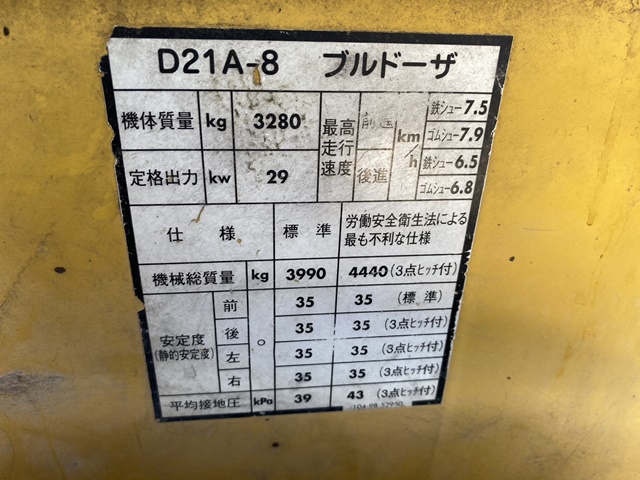 D21A-8 ブルドーザ
機体質量 kg 3280 最高走行速度 前進 km/h 鉄シュー7.5
ゴムシュー7.9
定格出力 kw 29 後進 鉄シュー6.5
ゴムシュー6.8
仕様 標準 労働安全衛生法による
最も不利な仕様
機械総質量 kg 3990 4440(3点ヒッチ付)
安定度(静的安定度) 前 ° 35 35 (標準)
後 35 35 (3点ヒッチ付)
左 35 35 (3点ヒッチ付)
右 35 35 (3点ヒッチ付)
平均接地圧 kPa 39 43 (3点ヒッチ付)